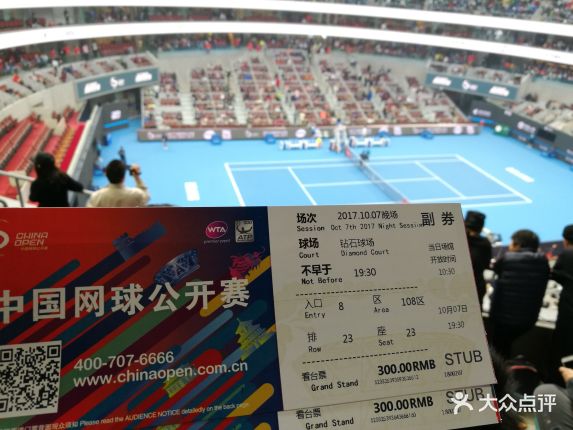 CHINA
OPEN
WTA
ATP
中国网球公开赛
400-707-6666
www.chinaopen.com.cn
Please read the AUDIENCE NOTICE detailedly on the back page.
场次 2017.10.07晚场
Session Oct 7th 2017 Night Session
副券
球场 钻石球场
Court Diamond Court
当日场馆
开放时间
10:30
不早于 19:30
Not Before
入口 8 区 108区
Entry Area
10月07日
19:30
排 23 座 23
Row Seat
看台票 300.00RMB
Grand Stand
STUB
看台票 300.00RMB
Grand Stand
STUB
大众点评